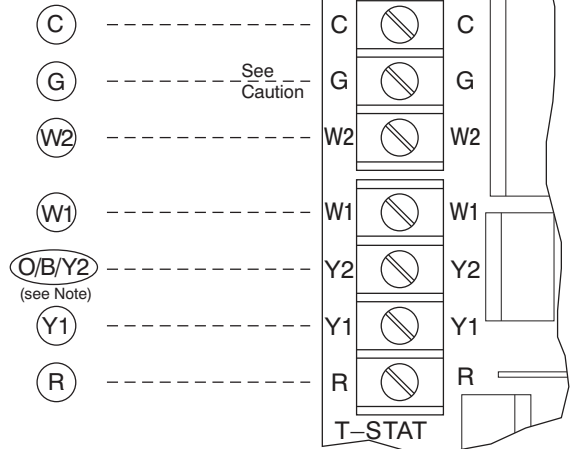 C C C
G See Caution G G
W2 W2 W2
W1 W1 W1
O/B/Y2 Y2 Y2
(see Note)
Y1 Y1 Y1
R R R
T–STAT